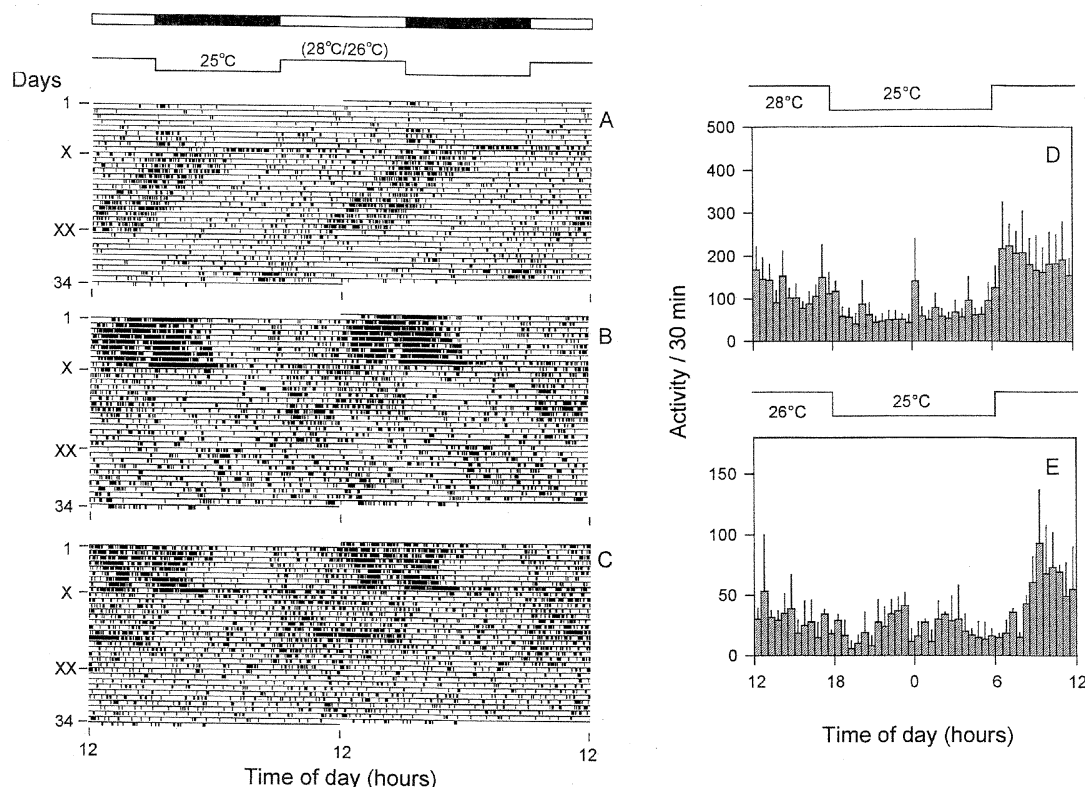 25°C
(28°C/26°C)
Days
1
X
XX
34
A
1
X
XX
34
B
1
X
XX
34
C
12
12
12
Time of day (hours)
28°C
25°C
500
400
300
200
100
0
D
Activity / 30 min
26°C
25°C
150
100
50
0
E
12
18
0
6
12
Time of day (hours)